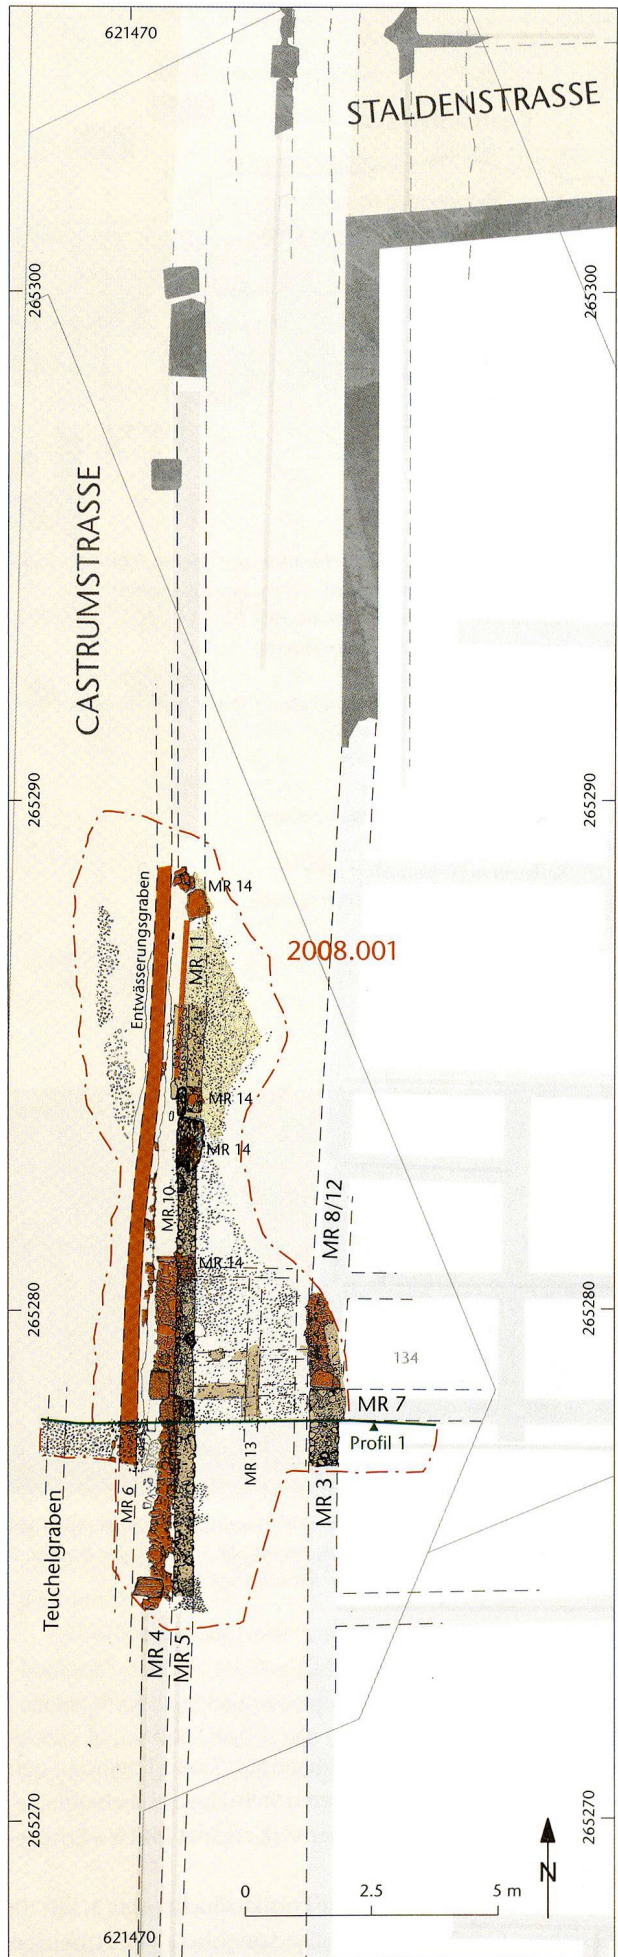 621470
STALDENSTRASSE
265300
265300
CASTRUMSTRASSE
265290
265290
MR 14
Entwässerungsgraben
MR 11
2008.001
MR 14
MR 14
MR 10
MR 8/12
MR 14
265280
265280
134
MR 7
Profil 1
MR 13
MR 6
MR 3
Teuchelgraben
MR 4
MR 5
265270
265270
N
0 2.5 5 m
621470